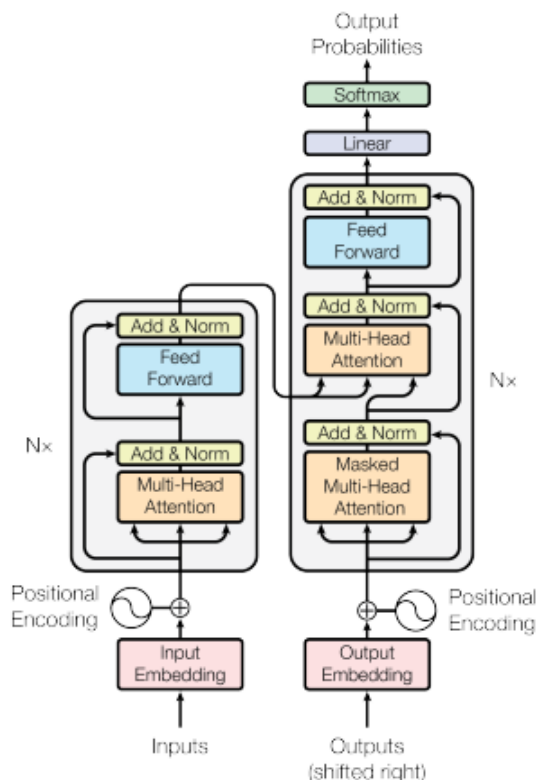 Output
Probabilities
Softmax
Linear
Add & Norm
Feed
Forward
Add & Norm
Multi-Head
Attention
Nx
Add & Norm
Masked
Multi-Head
Attention
Add & Norm
Feed
Forward
Nx
Add & Norm
Multi-Head
Attention
Positional
Encoding
Positional
Encoding
Input
Embedding
Output
Embedding
Inputs
Outputs
(shifted right)